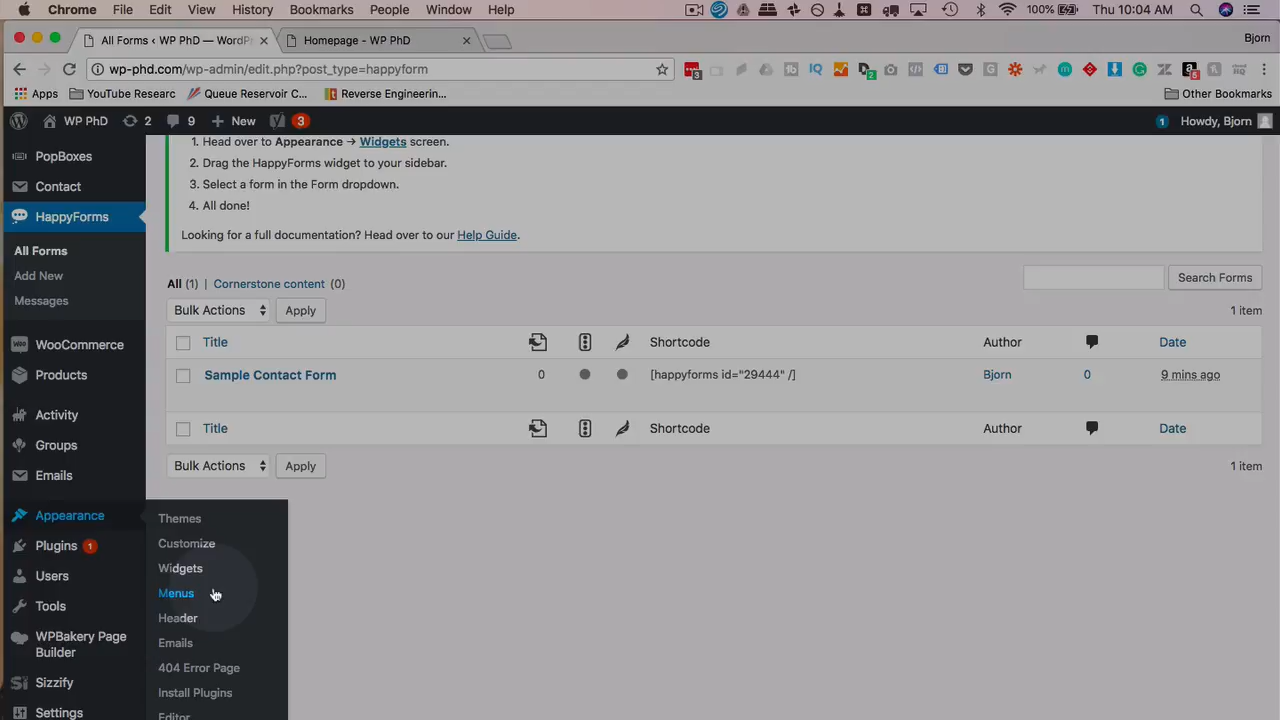 Chrome File Edit View History Bookmarks People Window Help 100% Thu 10:04 AM
All Forms ‹ WP PhD — WordP Homepage - WP PhD Bjorn
wp-phd.com/wp-admin/edit.php?post_type=happyform
Apps YouTube Researc Queue Reservoir C... Reverse Engineerin... Other Bookmarks
WP PhD 2 9 New 3 1 Howdy, Bjorn
PopBoxes
Contact
HappyForms
All Forms
Add New
Messages
WooCommerce
Products
Activity
Groups
Emails
Appearance
Plugins 1
Users
Tools
WPBakery Page
Builder
Sizzify
Settings
1. Head over to Appearance → Widgets screen.
2. Drag the HappyForms widget to your sidebar.
3. Select a form in the Form dropdown.
4. All done!
Looking for a full documentation? Head over to our Help Guide.
All (1) | Cornerstone content (0) Search Forms
Bulk Actions Apply 1 item
Title Shortcode Author Date
Sample Contact Form 0 [happyforms id="29444" /] Bjorn 0 9 mins ago
Title Shortcode Author Date
Bulk Actions Apply 1 item
Themes
Customize
Widgets
Menus
Header
Emails
404 Error Page
Install Plugins
Editor